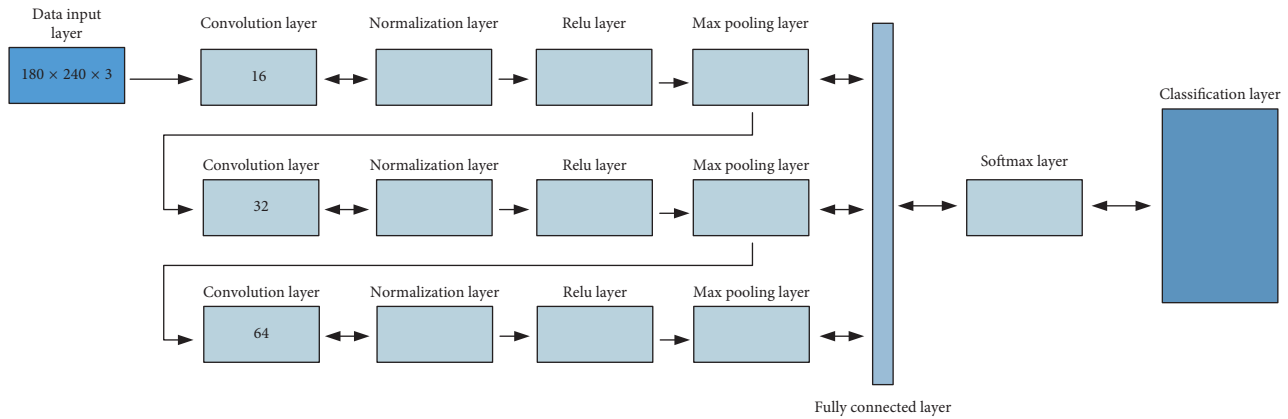 Data input
layer
180 × 240 × 3
Convolution layer
16
Normalization layer
Relu layer
Max pooling layer
Convolution layer
32
Normalization layer
Relu layer
Max pooling layer
Convolution layer
64
Normalization layer
Relu layer
Max pooling layer
Fully connected layer
Softmax layer
Classification layer